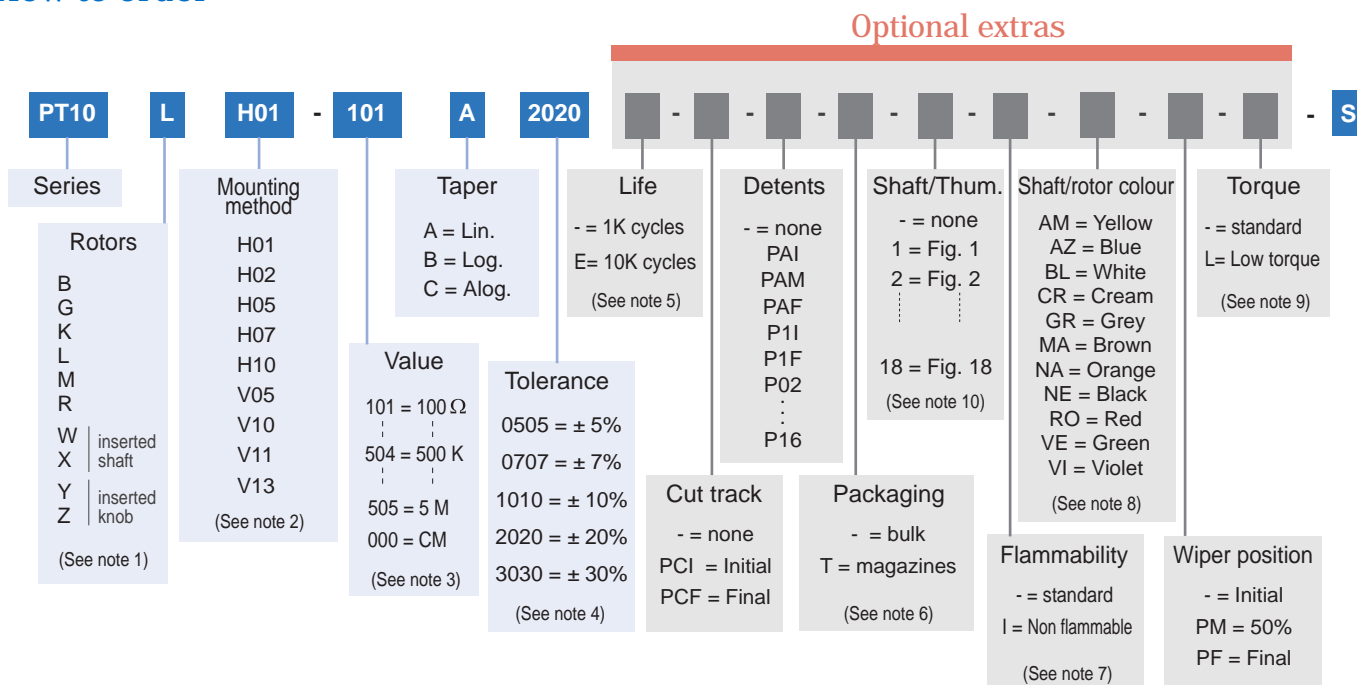 How to order
Optional extras
PT10 L H01 - 101 A 2020 - - - - - - - - - S
Series
Rotors
B
G
K
L
M
R
W
X
inserted
shaft
Y
Z
inserted
knob
(See note 1)
Mounting
method
H01
H02
H05
H07
H10
V05
V10
V11
V13
(See note 2)
Value
101 = 100 Ω
504 = 500 K
505 = 5 M
000 = CM
(See note 3)
Taper
A = Lin.
B = Log.
C = Alog.
Tolerance
0505 = ± 5%
0707 = ± 7%
1010 = ± 10%
2020 = ± 20%
3030 = ± 30%
(See note 4)
Life
- = 1K cycles
E= 10K cycles
(See note 5)
Cut track
- = none
PCI = Initial
PCF = Final
Detents
- = none
PAI
PAM
PAF
P1I
P1F
P02
:
P16
Packaging
- = bulk
T = magazines
(See note 6)
Shaft/Thum.
- = none
1 = Fig. 1
2 = Fig. 2
18 = Fig. 18
(See note 10)
Flammability
- = standard
I = Non flammable
(See note 7)
Shaft/rotor colour
AM = Yellow
AZ = Blue
BL = White
CR = Cream
GR = Grey
MA = Brown
NA = Orange
NE = Black
RO = Red
VE = Green
VI = Violet
(See note 8)
Wiper position
- = Initial
PM = 50%
PF = Final
Torque
- = standard
L= Low torque
(See note 9)